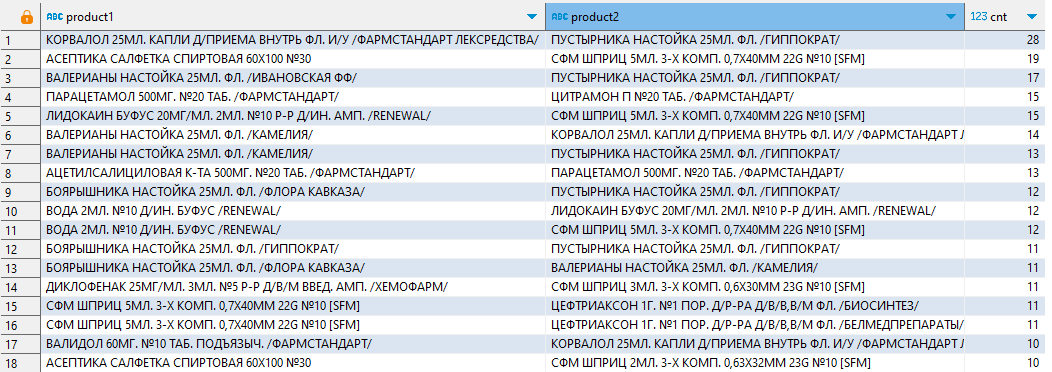 ABC product1 ABC product2 123 cnt
1 КОРВАЛОЛ 25МЛ. КАПЛИ Д/ПРИЕМА ВНУТРЬ ФЛ. И/У /ФАРМСТАНДАРТ ЛЕКСРЕДСТВА/ ПУСТЫРНИКА НАСТОЙКА 25МЛ. ФЛ. /ГИППОКРАТ/ 28
2 АСЕПТИКА САЛФЕТКА СПИРТОВАЯ 60Х100 №30 СФМ ШПРИЦ 5МЛ. 3-Х КОМП. 0,7Х40ММ 22G №10 [SFM] 19
3 ВАЛЕРИАНЫ НАСТОЙКА 25МЛ. ФЛ. /ИВАНОВСКАЯ ФФ/ ПУСТЫРНИКА НАСТОЙКА 25МЛ. ФЛ. /ГИППОКРАТ/ 17
4 ПАРАЦЕТАМОЛ 500МГ. №20 ТАБ. /ФАРМСТАНДАРТ/ ЦИТРАМОН П №20 ТАБ. /ФАРМСТАНДАРТ/ 15
5 ЛИДОКАИН БУФУС 20МГ/МЛ. 2МЛ. №10 Р-Р Д/ИН. АМП. /RENEWAL/ СФМ ШПРИЦ 5МЛ. 3-Х КОМП. 0,7Х40ММ 22G №10 [SFM] 15
6 ВАЛЕРИАНЫ НАСТОЙКА 25МЛ. ФЛ. /КАМЕЛИЯ/ КОРВАЛОЛ 25МЛ. КАПЛИ Д/ПРИЕМА ВНУТРЬ ФЛ. И/У /ФАРМСТАНДАРТ Л 14
7 ВАЛЕРИАНЫ НАСТОЙКА 25МЛ. ФЛ. /КАМЕЛИЯ/ ПУСТЫРНИКА НАСТОЙКА 25МЛ. ФЛ. /ГИППОКРАТ/ 13
8 АЦЕТИЛСАЛИЦИЛОВАЯ К-ТА 500МГ. №20 ТАБ. /ФАРМСТАНДАРТ/ ПАРАЦЕТАМОЛ 500МГ. №20 ТАБ. /ФАРМСТАНДАРТ/ 13
9 БОЯРЫШНИКА НАСТОЙКА 25МЛ. ФЛ. /ФЛОРА КАВКАЗА/ ПУСТЫРНИКА НАСТОЙКА 25МЛ. ФЛ. /ГИППОКРАТ/ 12
10 ВОДА 2МЛ. №10 Д/ИН. БУФУС /RENEWAL/ ЛИДОКАИН БУФУС 20МГ/МЛ. 2МЛ. №10 Р-Р Д/ИН. АМП. /RENEWAL/ 12
11 ВОДА 2МЛ. №10 Д/ИН. БУФУС /RENEWAL/ СФМ ШПРИЦ 5МЛ. 3-Х КОМП. 0,7Х40ММ 22G №10 [SFM] 12
12 БОЯРЫШНИКА НАСТОЙКА 25МЛ. ФЛ. /ГИППОКРАТ/ ПУСТЫРНИКА НАСТОЙКА 25МЛ. ФЛ. /ГИППОКРАТ/ 11
13 БОЯРЫШНИКА НАСТОЙКА 25МЛ. ФЛ. /ФЛОРА КАВКАЗА/ ВАЛЕРИАНЫ НАСТОЙКА 25МЛ. ФЛ. /КАМЕЛИЯ/ 11
14 ДИКЛОФЕНАК 25МГ/МЛ. 3МЛ. №5 Р-Р Д/В/М ВВЕД. АМП. /ХЕМОФАРМ/ СФМ ШПРИЦ 3МЛ. 3-Х КОМП. 0,6Х30ММ 23G №10 [SFM] 11
15 СФМ ШПРИЦ 5МЛ. 3-Х КОМП. 0,7Х40ММ 22G №10 [SFM] ЦЕФТРИАКСОН 1Г. №1 ПОР. Д/Р-РА Д/В/В,В/М ФЛ. /БИОСИНТЕЗ/ 11
16 СФМ ШПРИЦ 5МЛ. 3-Х КОМП. 0,7Х40ММ 22G №10 [SFM] ЦЕФТРИАКСОН 1Г. №1 ПОР. Д/Р-РА Д/В/В,В/М ФЛ. /БЕЛМЕДПРЕПАРАТЫ/ 11
17 ВАЛИДОЛ 60МГ. №10 ТАБ. ПОДЪЯЗЫЧ. /ФАРМСТАНДАРТ/ КОРВАЛОЛ 25МЛ. КАПЛИ Д/ПРИЕМА ВНУТРЬ ФЛ. И/У /ФАРМСТАНДАРТ Л 10
18 АСЕПТИКА САЛФЕТКА СПИРТОВАЯ 60Х100 №30 СФМ ШПРИЦ 2МЛ. 3-Х КОМП. 0,63Х32ММ 23G №10 [SFM] 10